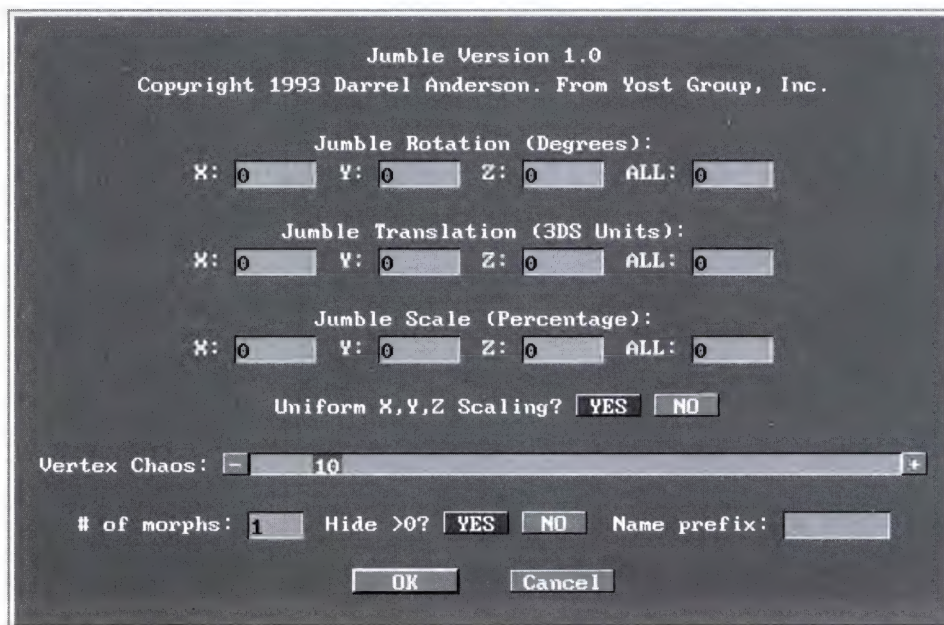 Jumble Version 1.0
Copyright 1993 Darrel Anderson. From Yost Group, Inc.
Jumble Rotation (Degrees):
X: 0 Y: 0 Z: 0 ALL: 0
Jumble Translation (3DS Units):
X: 0 Y: 0 Z: 0 ALL: 0
Jumble Scale (Percentage):
X: 0 Y: 0 Z: 0 ALL: 0
Uniform X,Y,Z Scaling? YES NO
Vertex Chaos: - 10 +
# of morphs: 1 Hide >0? YES NO Name prefix:
OK Cancel